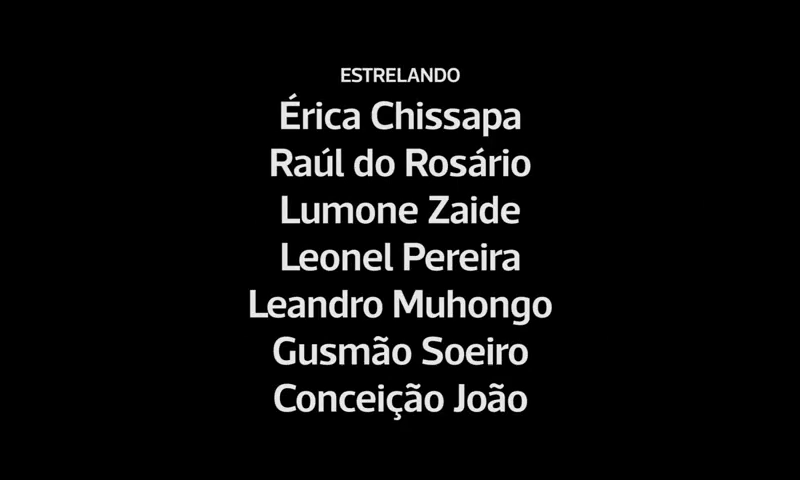 ESTRELANDO
Érica Chissapa
Raúl do Rosário
Lumone Zaide
Leonel Pereira
Leandro Muhongo
Gusmão Soeiro
Conceição João